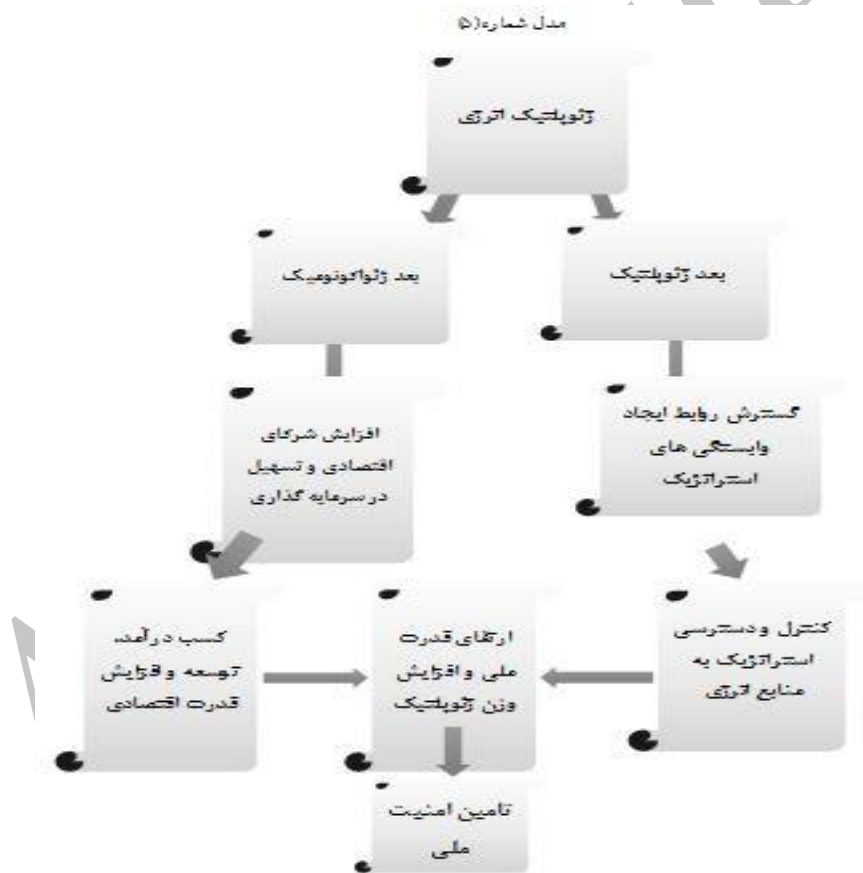 مدل شماره(۵)
ژئوپلتیک انرژی
بعد ژئوپلتیک
بعد ژئواکونومیک
گسترش روابط ایجاد
وابستگی های
استراتژیک
افزایش شرکای
اقتصادی و تسهیل
در سرمایه گذاری
کنترل و دسترسی
استراتژیک به
منابع انرژی
ارتقای قدرت
ملی و افزایش
وزن ژئوپلتیک
کسب درآمد،
توسعه و افزایش
قدرت اقتصادی
تامین امنیت
ملی